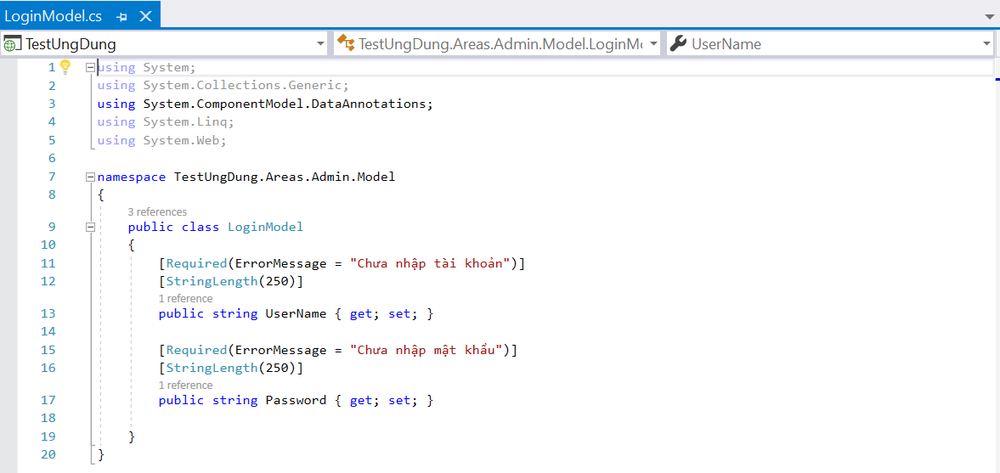 LoginModel.cs
TestUngDung
TestUngDung.Areas.Admin.Model.LoginMo
UserName
1 using System;
2 using System.Collections.Generic;
3 using System.ComponentModel.DataAnnotations;
4 using System.Linq;
5 using System.Web;
6
7 namespace TestUngDung.Areas.Admin.Model
8 {
3 references
9 public class LoginModel
10 {
11 [Required(ErrorMessage = "Chưa nhập tài khoản")]
12 [StringLength(250)]
1 reference
13 public string UserName { get; set; }
14
15 [Required(ErrorMessage = "Chưa nhập mật khẩu")]
16 [StringLength(250)]
1 reference
17 public string Password { get; set; }
18
19 }
20 }